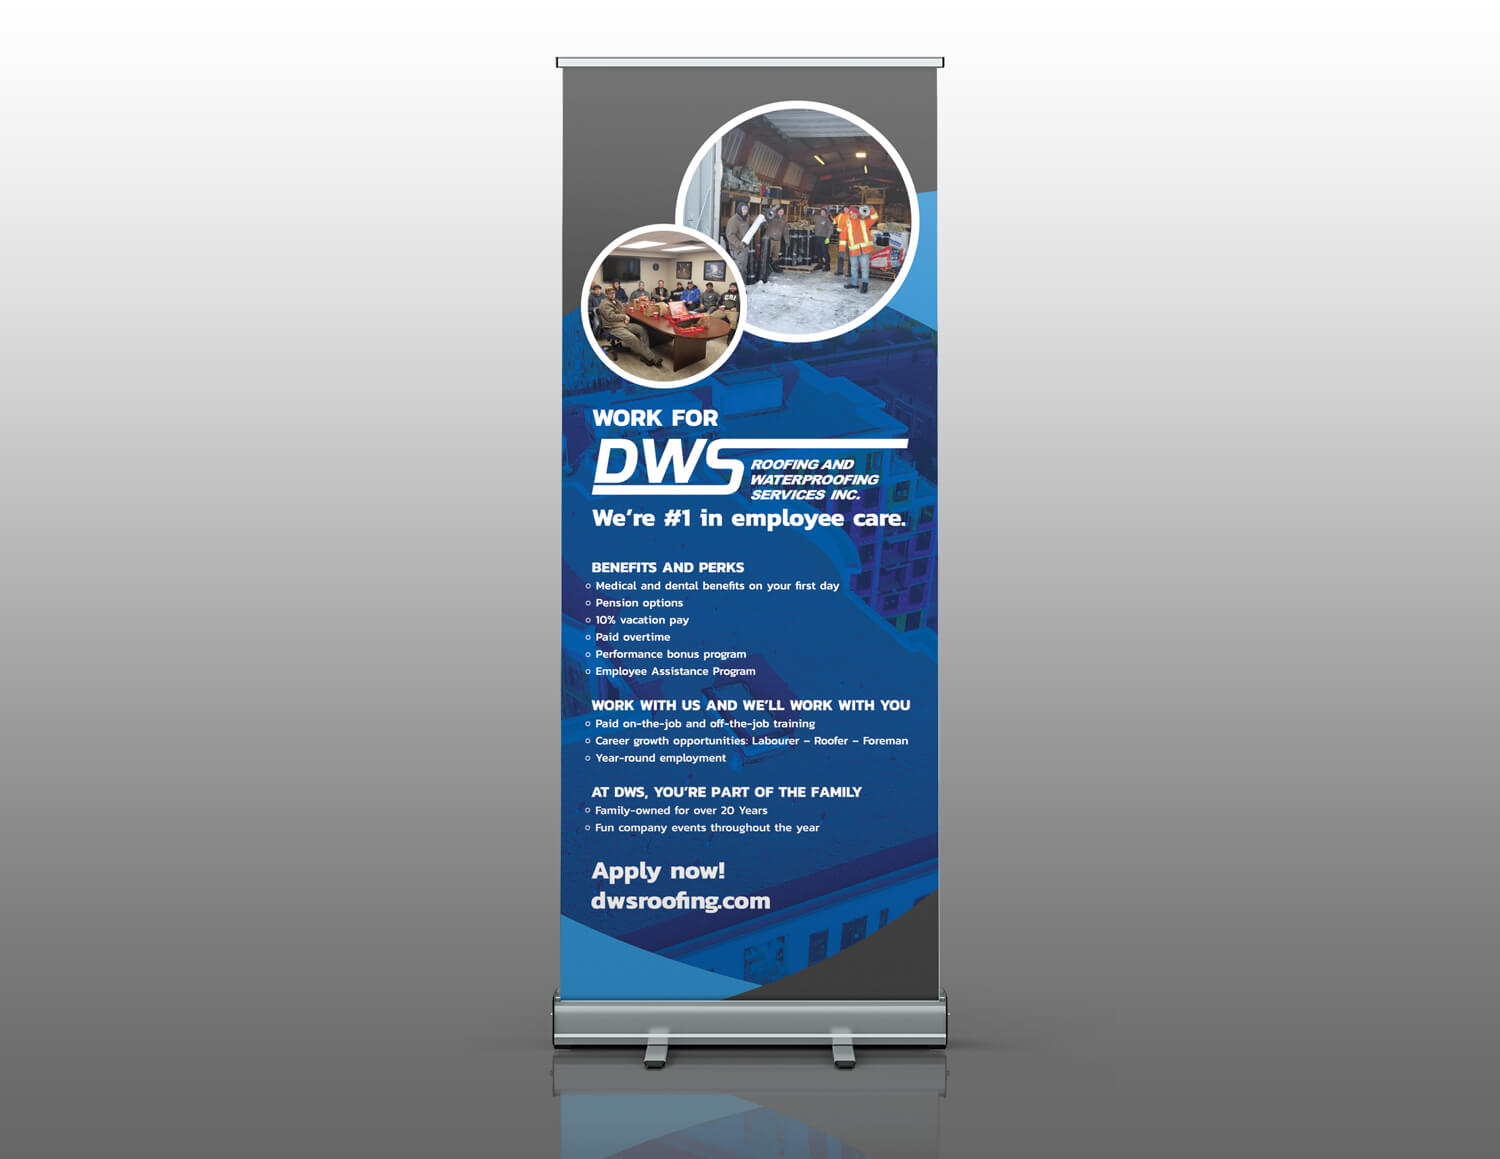 WORK FOR
DWS
ROOFING AND
WATERPROOFING
SERVICES INC.
We're #1 in employee care.
BENEFITS AND PERKS
Medical and dental benefits on your first day
Pension options
10% vacation pay
Paid overtime
Performance bonus program
Employee Assistance Program
WORK WITH US AND WE'LL WORK WITH YOU
Paid on-the-job and off-the-job training
Career growth opportunities: Labourer – Roofer – Foreman
Year-round employment
AT DWS, YOU'RE PART OF THE FAMILY
Family-owned for over 20 Years
Fun company events throughout the year
Apply now!
dwsroofing.com